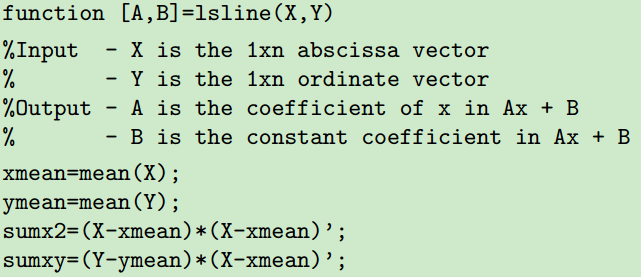 function [A,B]=lsline(X,Y)
%Input  - X is the 1xn abscissa vector
%       - Y is the 1xn ordinate vector
%Output - A is the coefficient of x in Ax + B
%       - B is the constant coefficient in Ax + B
xmean=mean(X);
ymean=mean(Y);
sumx2=(X-xmean)*(X-xmean)’;
sumxy=(Y-ymean)*(X-xmean)’;